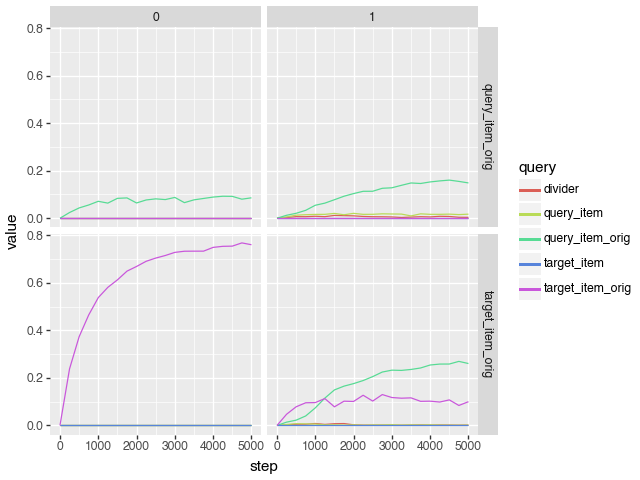 0 1
0.8
0.6
0.4
0.2
0.0
query_item_orig
0.8
0.6
0.4
0.2
0.0
target_item_orig
value
0 1000 2000 3000 4000 5000 0 1000 2000 3000 4000 5000
step
query
divider
query_item
query_item_orig
target_item
target_item_orig